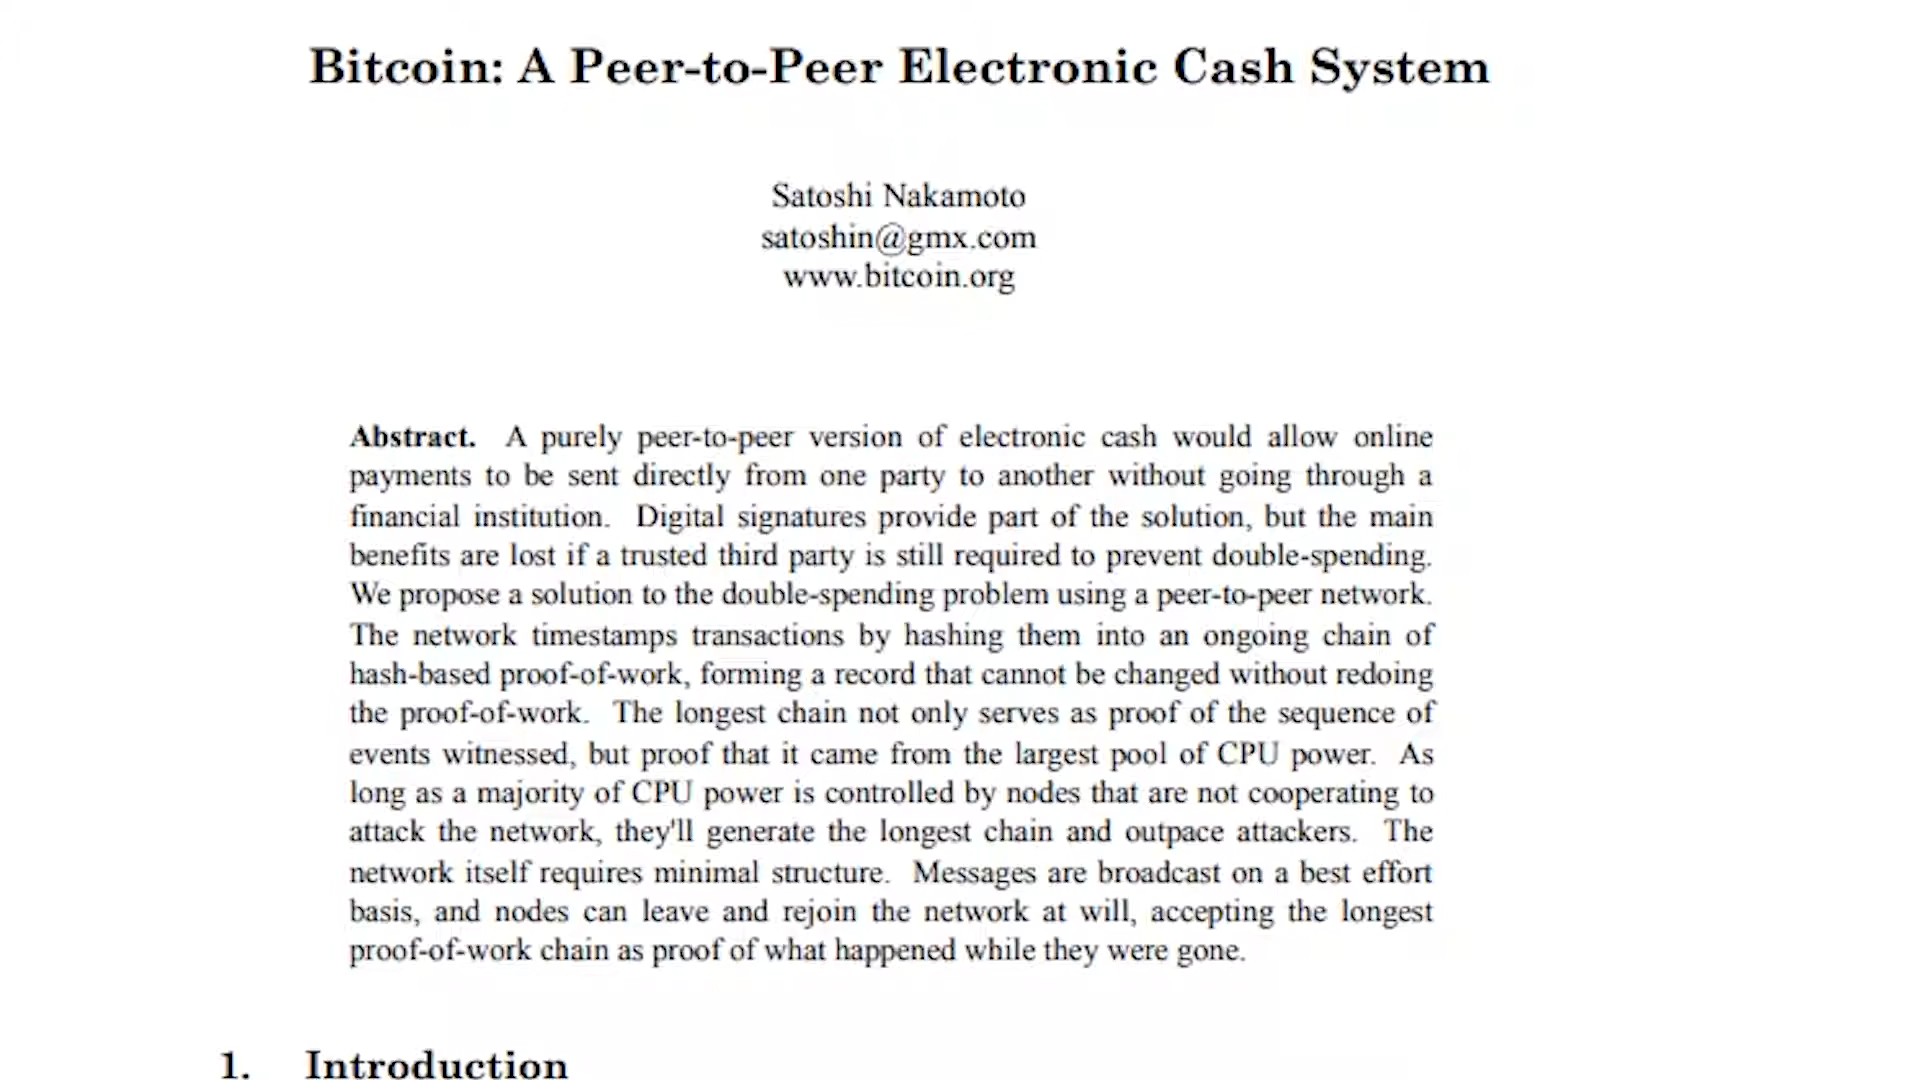 Bitcoin: A Peer-to-Peer Electronic Cash System
Satoshi Nakamoto
satoshin@gmx.com
www.bitcoin.org
Abstract. A purely peer-to-peer version of electronic cash would allow online
payments to be sent directly from one party to another without going through a
financial institution. Digital signatures provide part of the solution, but the main
benefits are lost if a trusted third party is still required to prevent double-spending.
We propose a solution to the double-spending problem using a peer-to-peer network.
The network timestamps transactions by hashing them into an ongoing chain of
hash-based proof-of-work, forming a record that cannot be changed without redoing
the proof-of-work. The longest chain not only serves as proof of the sequence of
events witnessed, but proof that it came from the largest pool of CPU power. As
long as a majority of CPU power is controlled by nodes that are not cooperating to
attack the network, they'll generate the longest chain and outpace attackers. The
network itself requires minimal structure. Messages are broadcast on a best effort
basis, and nodes can leave and rejoin the network at will, accepting the longest
proof-of-work chain as proof of what happened while they were gone.
1. Introduction